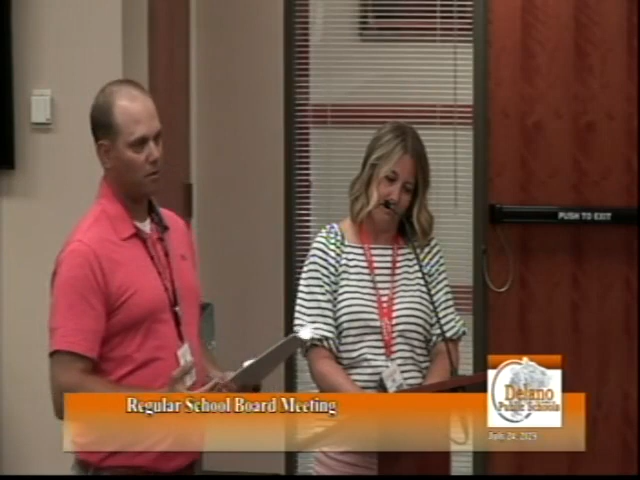 PUSH TO EXIT
Regular School Board Meeting
Delano
Public Schools